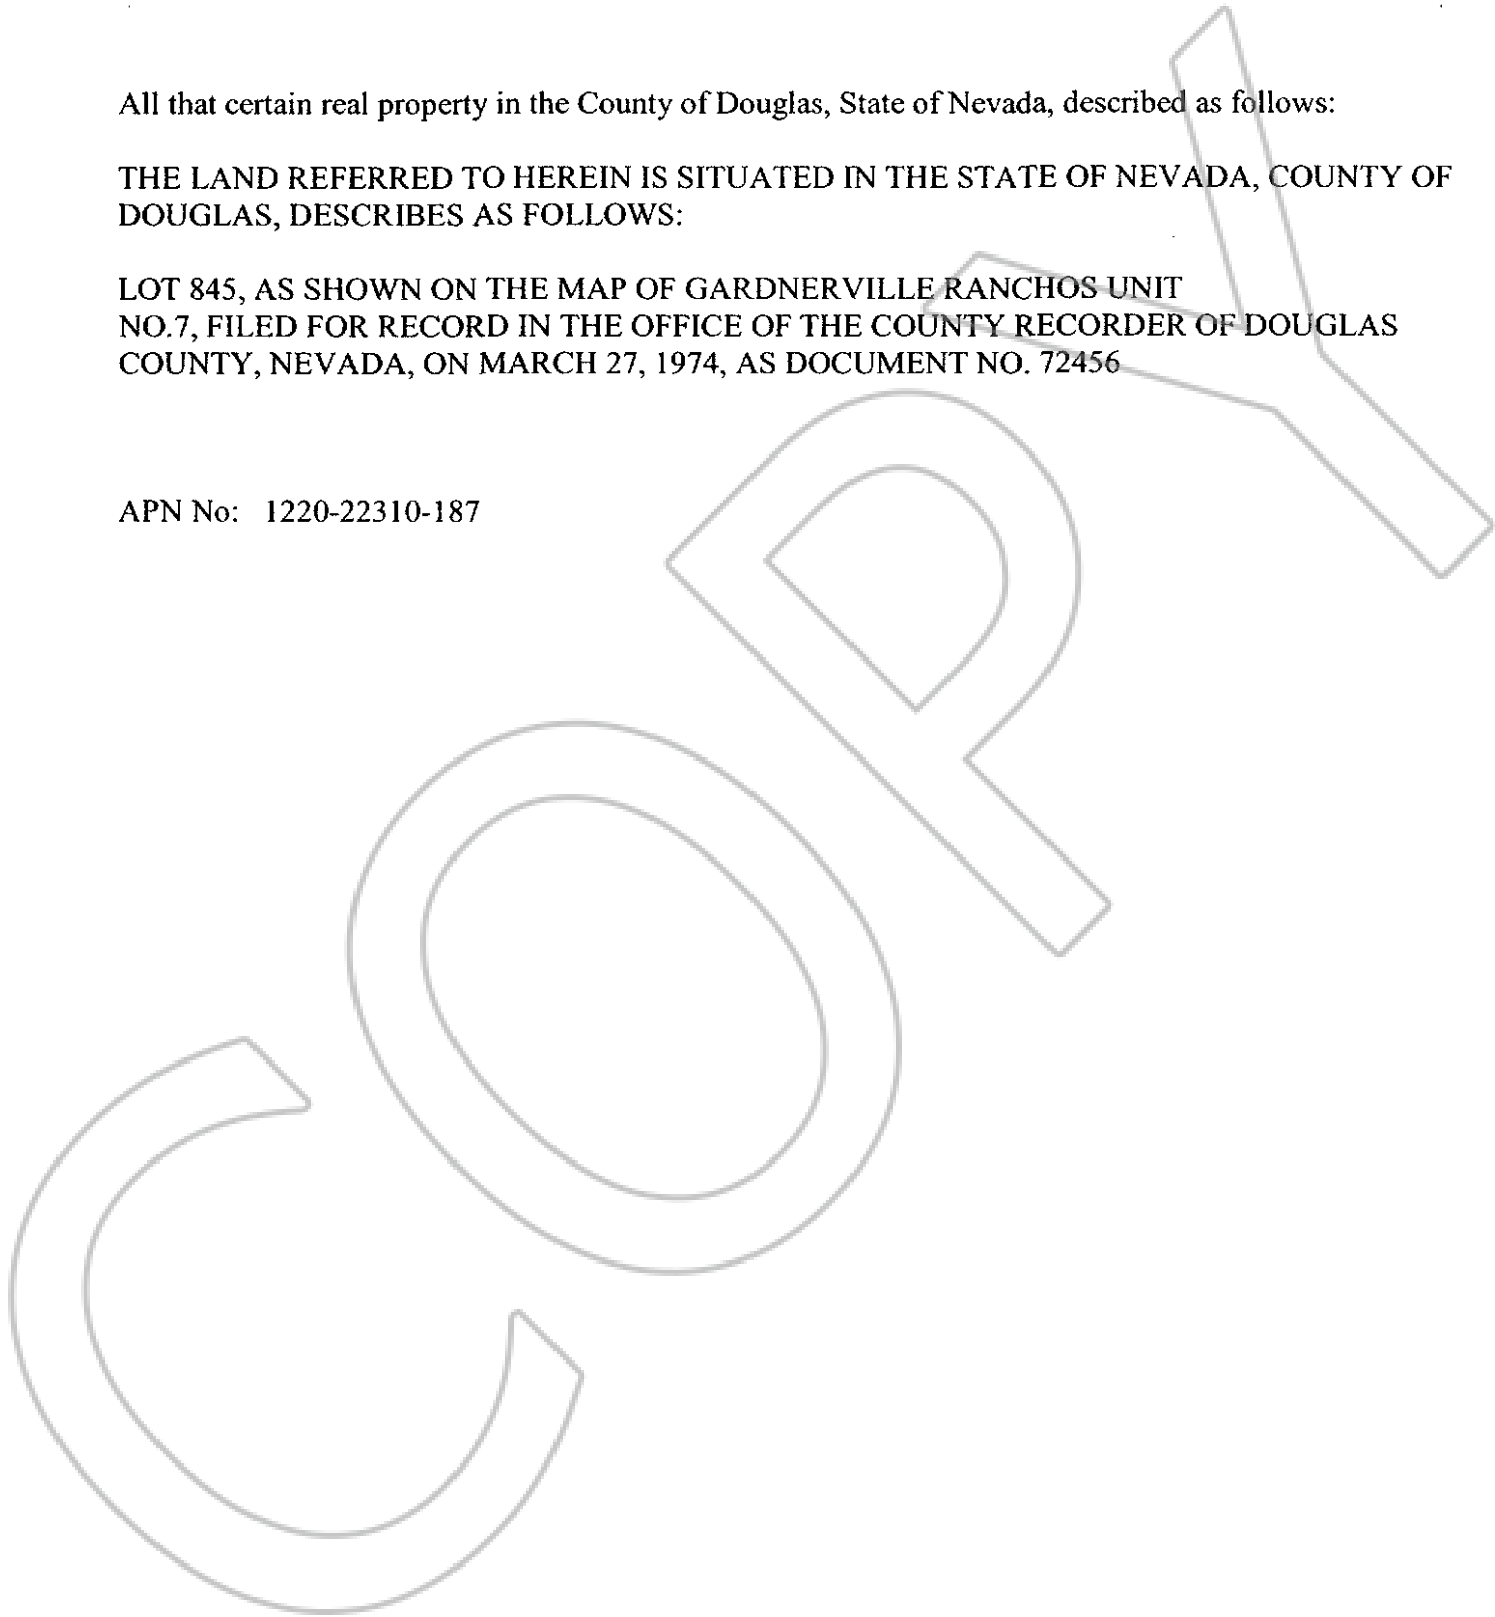 All that certain real property in the County of Douglas, State of Nevada, described as follows:
THE LAND REFERRED TO HEREIN IS SITUATED IN THE STATE OF NEVADA, COUNTY OF
DOUGLAS, DESCRIBES AS FOLLOWS:
LOT 845, AS SHOWN ON THE MAP OF GARDNERVILLE RANCHOS UNIT
NO.7, FILED FOR RECORD IN THE OFFICE OF THE COUNTY RECORDER OF DOUGLAS
COUNTY, NEVADA, ON MARCH 27, 1974, AS DOCUMENT NO. 72456
APN No: 1220-22310-187
COPY